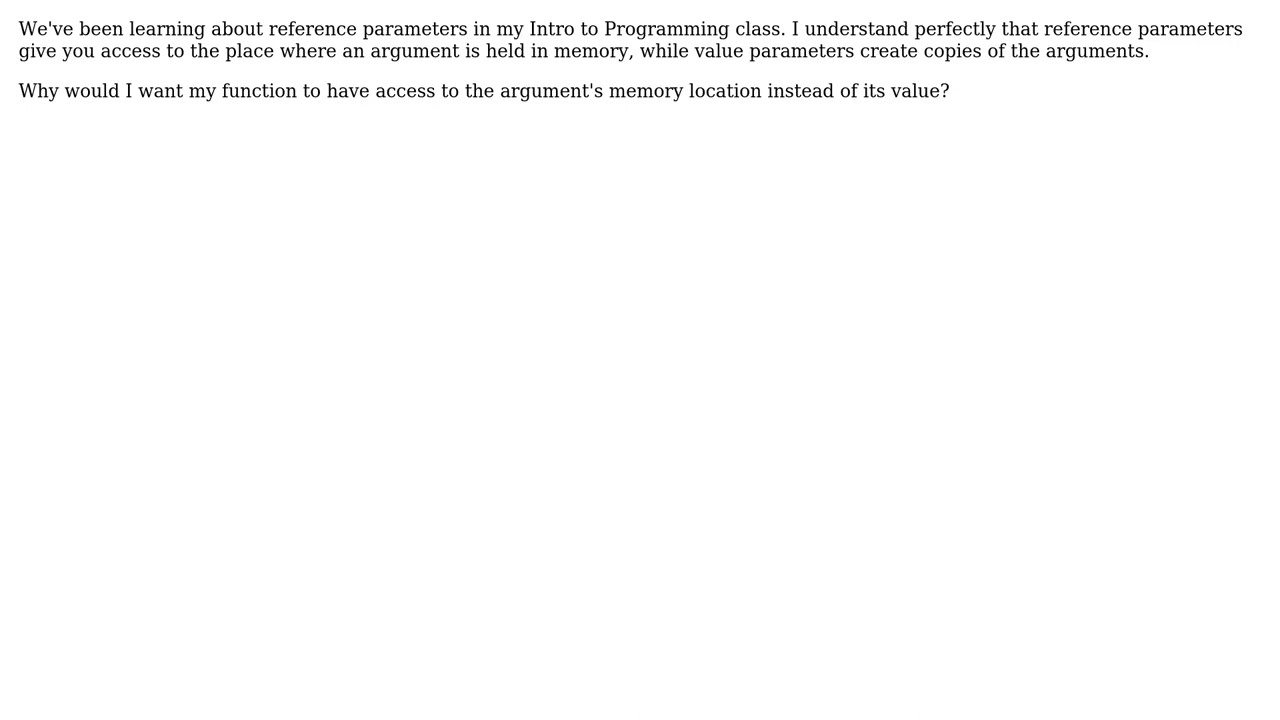 We've been learning about reference parameters in my Intro to Programming class. I understand perfectly that reference parameters
give you access to the place where an argument is held in memory, while value parameters create copies of the arguments.
Why would I want my function to have access to the argument's memory location instead of its value?